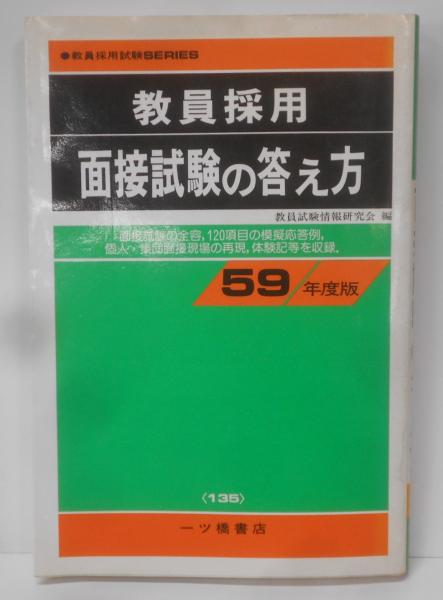 ●教員採用試験SERIES
教員採用
面接試験の答え方
教員試験情報研究会 編
面接試験の全容，120項目の模擬応答例，
個人・集団面接現場の再現，体験記等を収録。
59年度版
〈135〉
一ツ橋書店